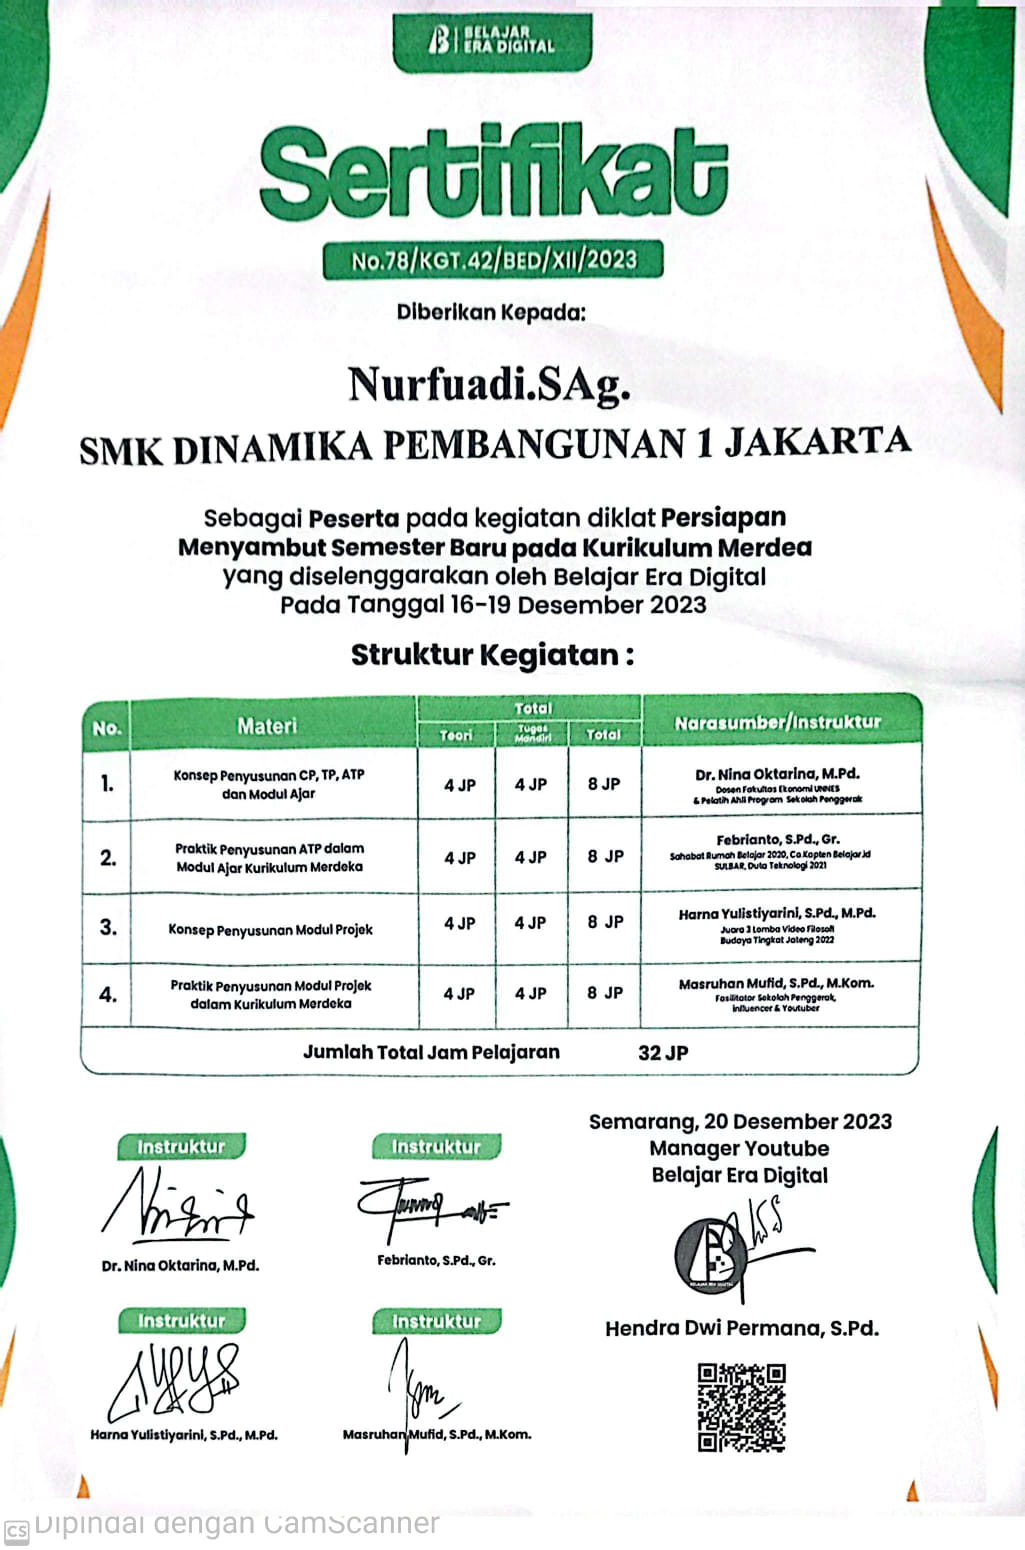 BELAJAR
ERA DIGITAL
Sertifikat
No.78/KGT.42/BED/XII/2023
Diberikan Kepada:
Nurfuadi.SAg.
SMK DINAMIKA PEMBANGUNAN 1 JAKARTA
Sebagai Peserta pada kegiatan diklat Persiapan
Menyambut Semester Baru pada Kurikulum Merdea
yang diselenggarakan oleh Belajar Era Digital
Pada Tanggal 16-19 Desember 2023
Struktur Kegiatan :
No. Materi Total Narasumber/Instruktur
Teori Tugas Mandiri Total
1. Konsep Penyusunan CP, TP, ATP dan Modul Ajar 4 JP 4 JP 8 JP Dr. Nina Oktarina, M.Pd.
Dosen Fakultas Ekonomi UNNES
& Pelatih Ahli Program Sekolah Penggerak
2. Praktik Penyusunan ATP dalam Modul Ajar Kurikulum Merdeka 4 JP 4 JP 8 JP Febrianto, S.Pd., Gr.
Sahabat Rumah Belajar 2020, Co Kapten Belajar.id
SULBAR, Duta Teknologi 2021
3. Konsep Penyusunan Modul Projek 4 JP 4 JP 8 JP Harna Yulistiyarini, S.Pd., M.Pd.
Juara 3 Lomba Video Filosofi
Budaya Tingkat Jateng 2022
4. Praktik Penyusunan Modul Projek dalam Kurikulum Merdeka 4 JP 4 JP 8 JP Masruhan Mufid, S.Pd., M.Kom.
Fasilitator Sekolah Penggerak,
Influencer & Youtuber
Jumlah Total Jam Pelajaran 32 JP
Semarang, 20 Desember 2023
Manager Youtube
Belajar Era Digital
Instruktur
Dr. Nina Oktarina, M.Pd.
Instruktur
Febrianto, S.Pd., Gr.
Hendra Dwi Permana, S.Pd.
Instruktur
Harna Yulistiyarini, S.Pd., M.Pd.
Instruktur
Masruhan Mufid, S.Pd., M.Kom.
CS Dipindai dengan CamScanner